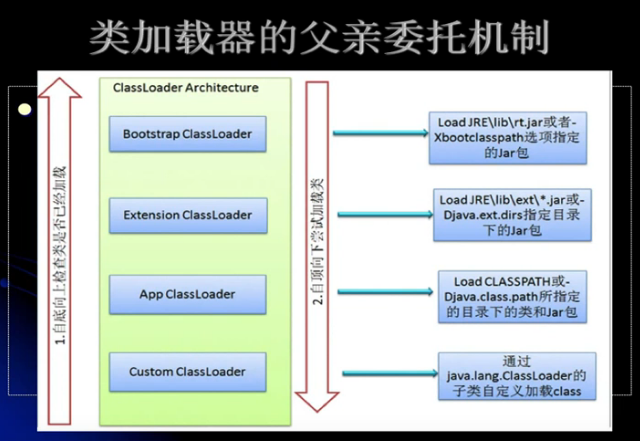 类加载器的父亲委托机制
ClassLoader Architecture
Bootstrap ClassLoader
Extension ClassLoader
App ClassLoader
Custom ClassLoader
1.自底向上检查类是否已经加载
2.自项向下尝试加载类
Load JRE\lib\rt.jar或者-
Xbootclasspath选项指定
的Jar包
Load JRE\lib\ext\*.jar或-
Djava.ext.dirs指定目录
下的Jar包
Load CLASSPATH或-
Djava.class.path所指定
的目录下的类和Jar包
通过
java.lang.ClassLoader的
子类自定义加载class